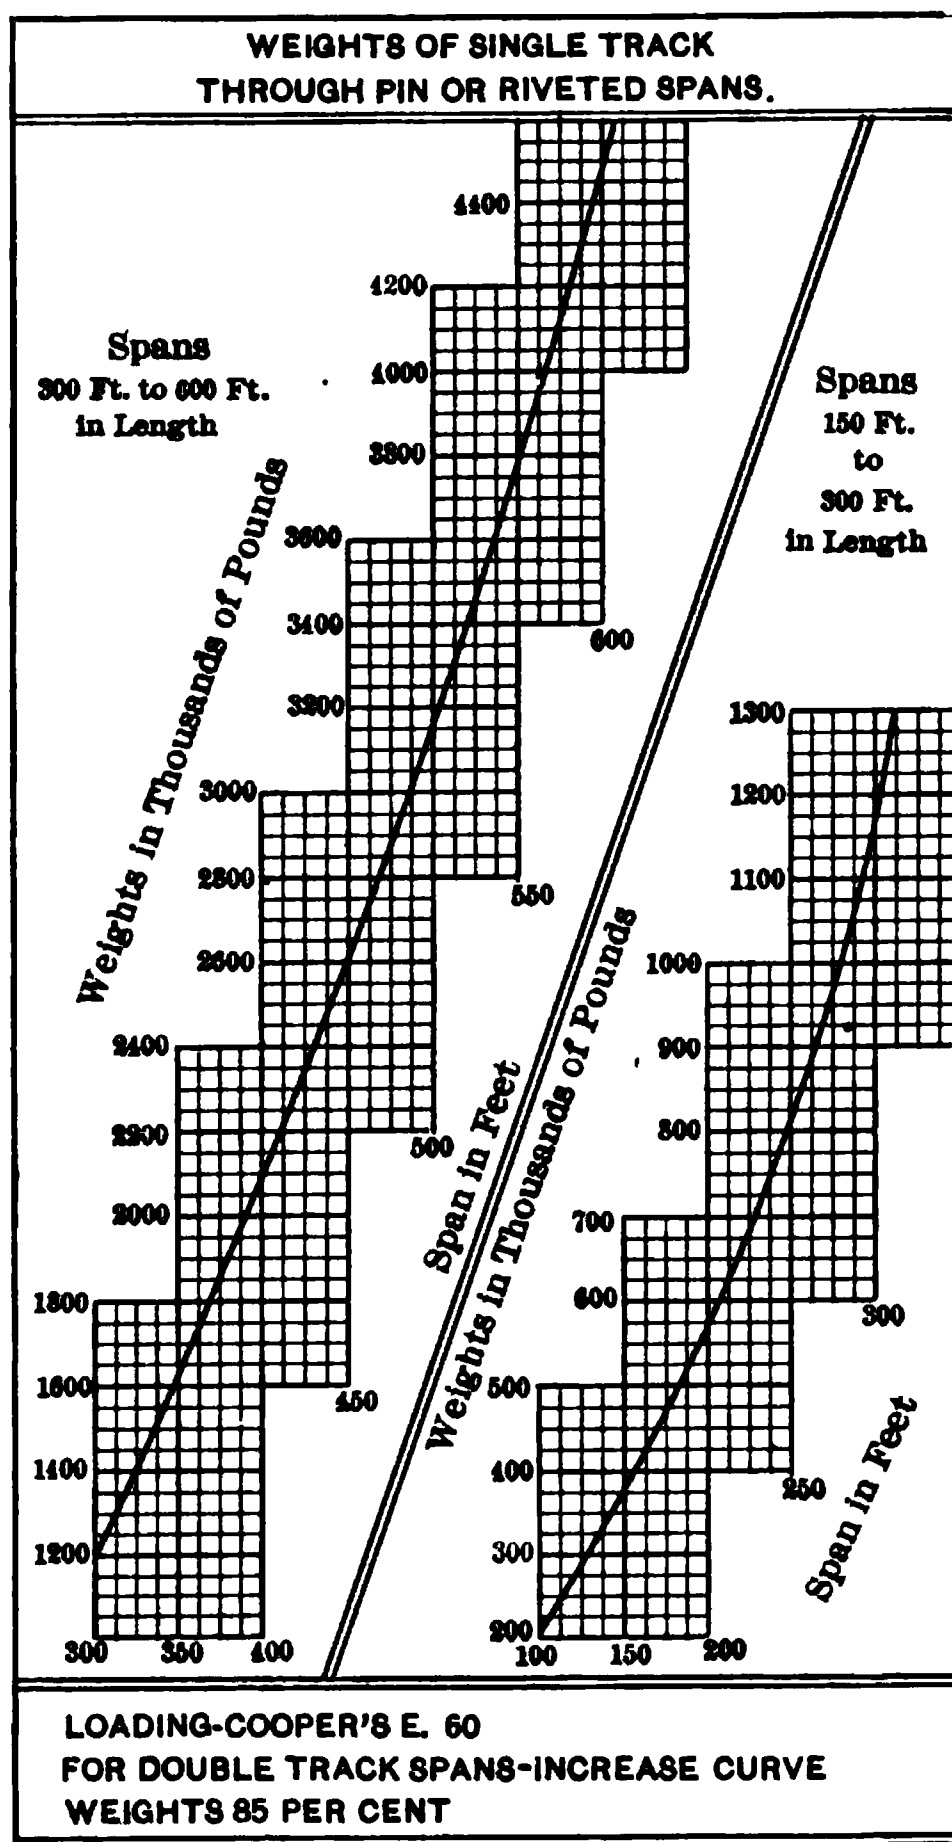 WEIGHTS OF SINGLE TRACK
THROUGH PIN OR RIVETED SPANS.
4400
4200
4000
3800
3600
3400
3200
3000
2800
2600
2400
2200
2000
1800
1600
1400
1200
300
350
400
450
500
550
600
Spans
300 Ft. to 600 Ft.
in Length
Weights in Thousands of Pounds
Span in Feet
Spans
150 Ft.
to
300 Ft.
in Length
Weights in Thousands of Pounds
1300
1200
1100
1000
900
800
700
600
500
400
300
200
100
150
200
250
300
Span in Feet
LOADING-COOPER'S E. 60
FOR DOUBLE TRACK SPANS-INCREASE CURVE
WEIGHTS 85 PER CENT